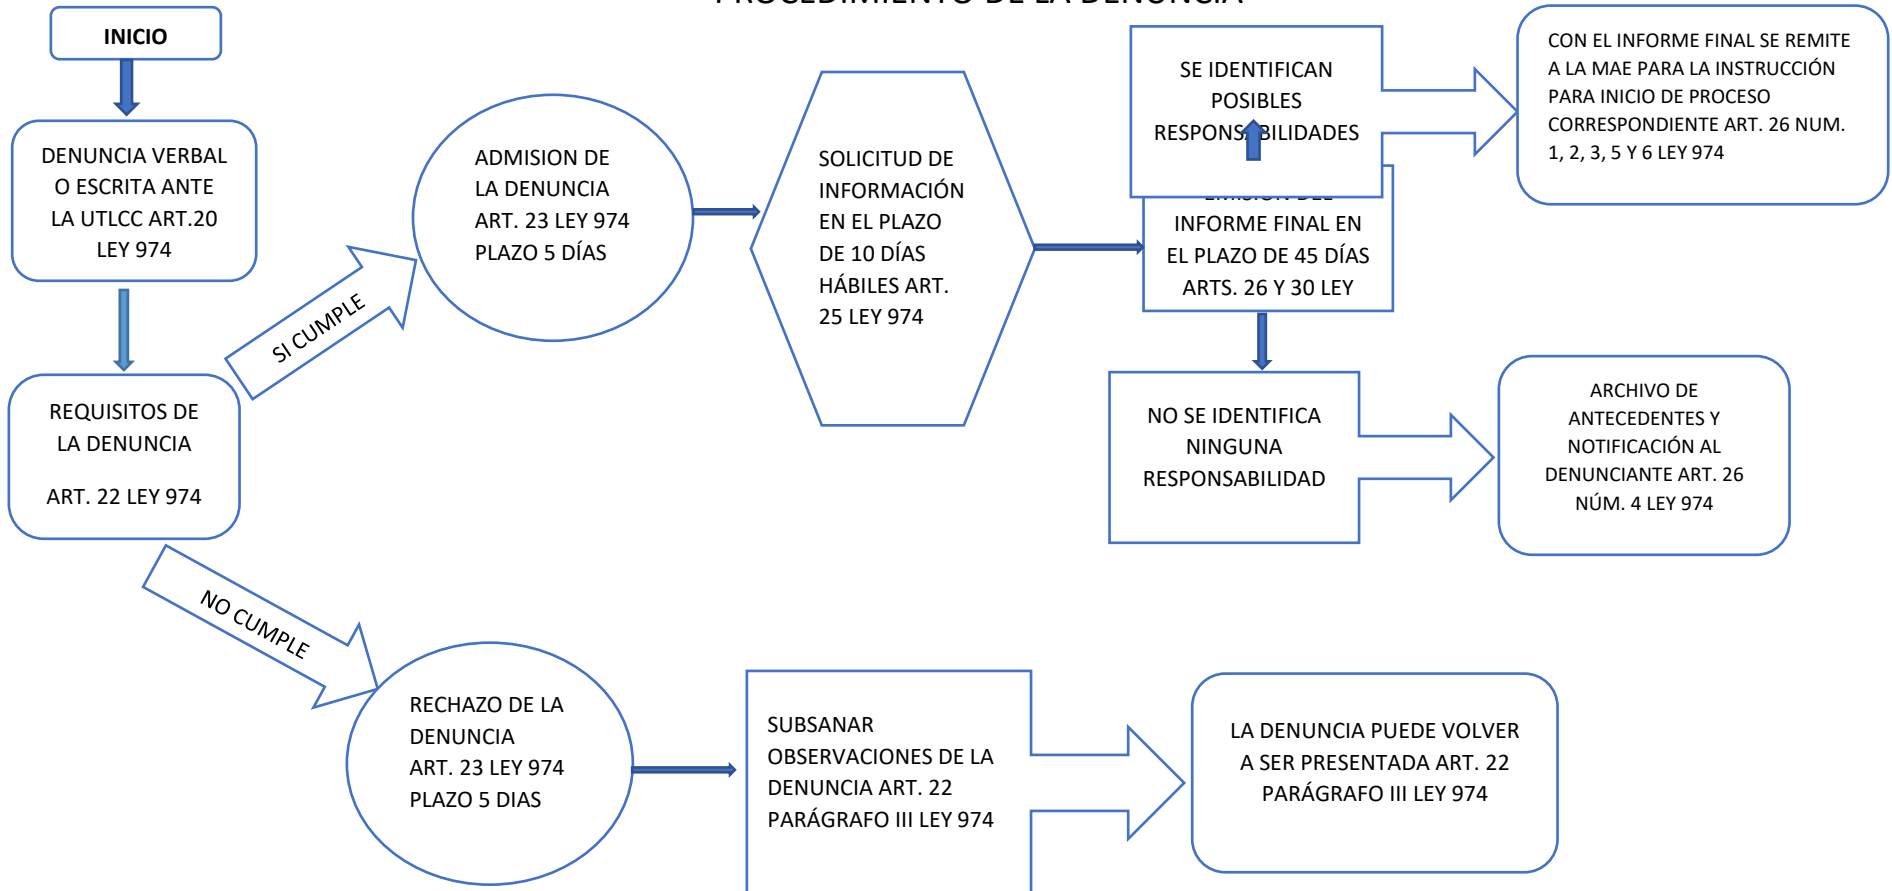 PROCEDIMIENTO DE LA DENUNCIA
INICIO
DENUNCIA VERBAL
O ESCRITA ANTE
LA UTLCC ART.20
LEY 974
REQUISITOS DE
LA DENUNCIA
ART. 22 LEY 974
SI CUMPLE
ADMISION DE
LA DENUNCIA
ART. 23 LEY 974
PLAZO 5 DÍAS
SOLICITUD DE
INFORMACIÓN
EN EL PLAZO
DE 10 DÍAS
HÁBILES ART.
25 LEY 974
SE IDENTIFICAN
POSIBLES
RESPONSABILIDADES
CON EL INFORME FINAL SE REMITE
A LA MAE PARA LA INSTRUCCIÓN
PARA INICIO DE PROCESO
CORRESPONDIENTE ART. 26 NUM.
1, 2, 3, 5 Y 6 LEY 974
EMISIÓN DEL
INFORME FINAL EN
EL PLAZO DE 45 DÍAS
ARTS. 26 Y 30 LEY
NO SE IDENTIFICA
NINGUNA
RESPONSABILIDAD
ARCHIVO DE
ANTECEDENTES Y
NOTIFICACIÓN AL
DENUNCIANTE ART. 26
NÚM. 4 LEY 974
NO CUMPLE
RECHAZO DE LA
DENUNCIA
ART. 23 LEY 974
PLAZO 5 DIAS
SUBSANAR
OBSERVACIONES DE LA
DENUNCIA ART. 22
PARÁGRAFO III LEY 974
LA DENUNCIA PUEDE VOLVER
A SER PRESENTADA ART. 22
PARÁGRAFO III LEY 974